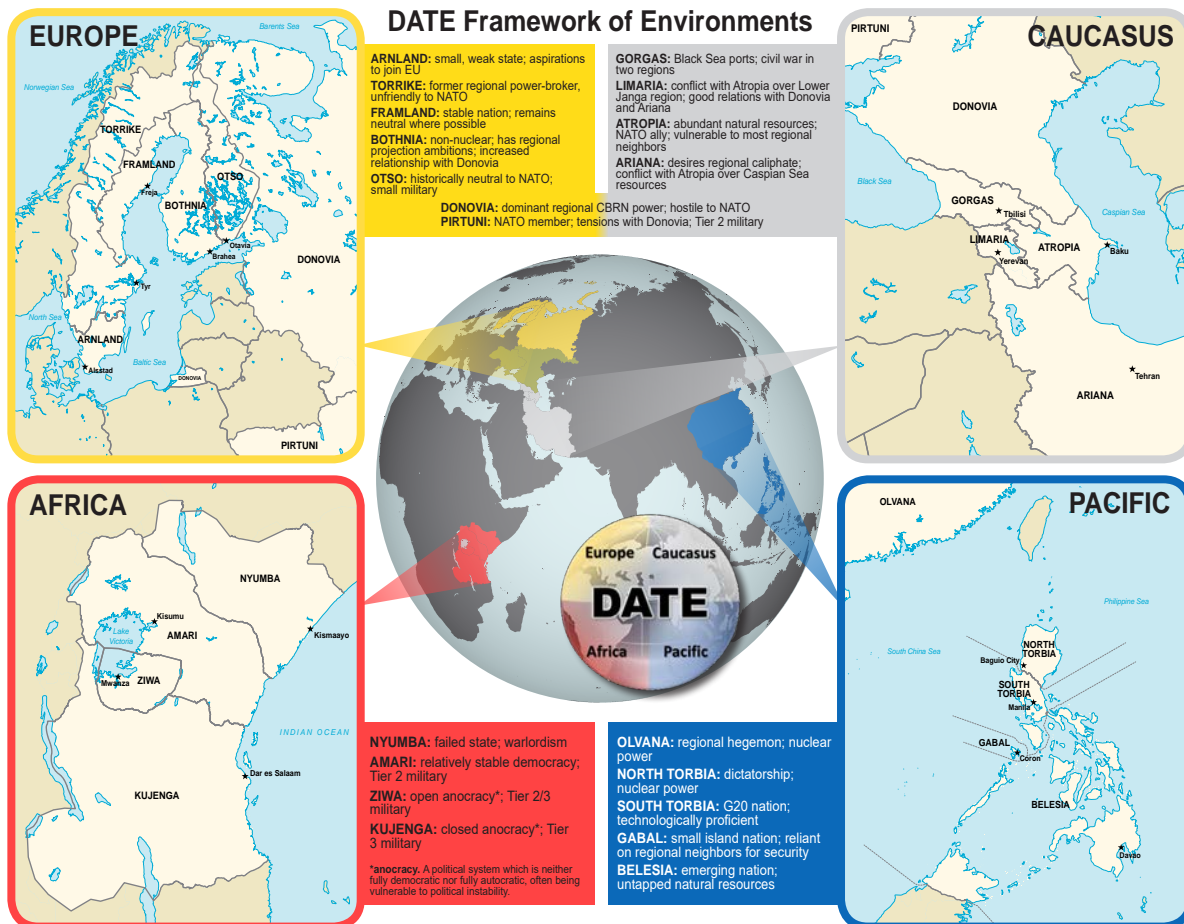 DATE Framework of Environments
EUROPE
Barents Sea
Norwegian Sea
TORRIKE
FRAMLAND
Freja
OTSO
BOTHNIA
Otavia
Brahea
DONOVIA
Tyr
North Sea
ARNLAND
Alsstad
Baltic Sea
DONOVIA
PIRTUNI
ARNLAND: small, weak state; aspirations
to join EU
TORRIKE: former regional power-broker,
unfriendly to NATO
FRAMLAND: stable nation; remains
neutral where possible
BOTHNIA: non-nuclear; has regional
projection ambitions; increased
relationship with Donovia
OTSO: historically neutral to NATO;
small military
GORGAS: Black Sea ports; civil war in
two regions
LIMARIA: conflict with Atropia over Lower
Janga region; good relations with Donovia
and Ariana
ATROPIA: abundant natural resources;
NATO ally; vulnerable to most regional
neighbors
ARIANA: desires regional caliphate;
conflict with Atropia over Caspian Sea
resources
DONOVIA: dominant regional CBRN power; hostile to NATO
PIRTUNI: NATO member; tensions with Donovia; Tier 2 military
PIRTUNI
CAUCASUS
DONOVIA
Black Sea
Caspian Sea
GORGAS
Tbilisi
LIMARIA
ATROPIA
Yerevan
Baku
Tehran
ARIANA
AFRICA
NYUMBA
Kisumu
Lake
Victoria
AMARI
Kismaayo
Mwanza
ZIWA
INDIAN OCEAN
Dar es Salaam
KUJENGA
Europe
Caucasus
DATE
Africa
Pacific
NYUMBA: failed state; warlordism
AMARI: relatively stable democracy;
Tier 2 military
ZIWA: open anocracy*; Tier 2/3
military
KUJENGA: closed anocracy*; Tier
3 military
*anocracy. A political system which is neither
fully democratic nor fully autocratic, often being
vulnerable to political instability.
OLVANA: regional hegemon; nuclear
power
NORTH TORBIA: dictatorship;
nuclear power
SOUTH TORBIA: G20 nation;
technologically proficient
GABAL: small island nation; reliant
on regional neighbors for security
BELESIA: emerging nation;
untapped natural resources
OLVANA
PACIFIC
Philippine Sea
South China Sea
NORTH
TORBIA
Baguio City
SOUTH
TORBIA
Manila
GABAL
Coron
BELESIA
Davao